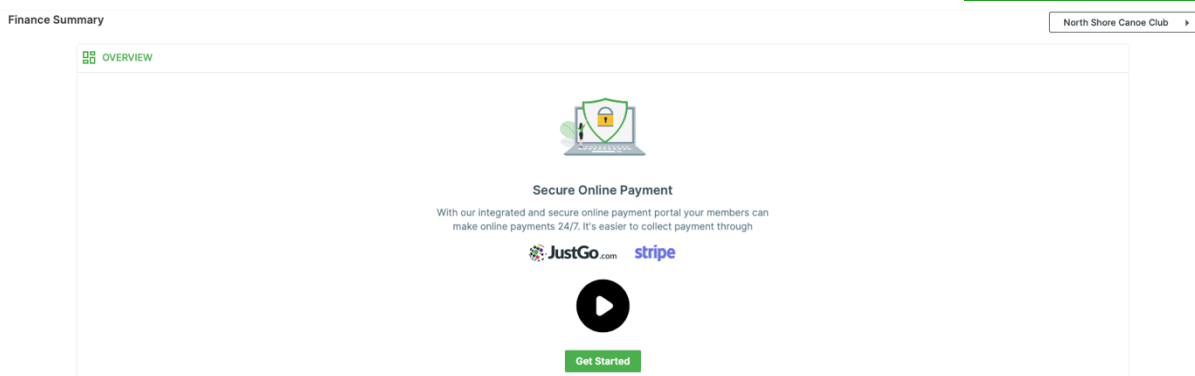 Finance Summary
North Shore Canoe Club
OVERVIEW
Secure Online Payment
With our integrated and secure online payment portal your members can
make online payments 24/7. It's easier to collect payment through
JustGo.com stripe
Get Started